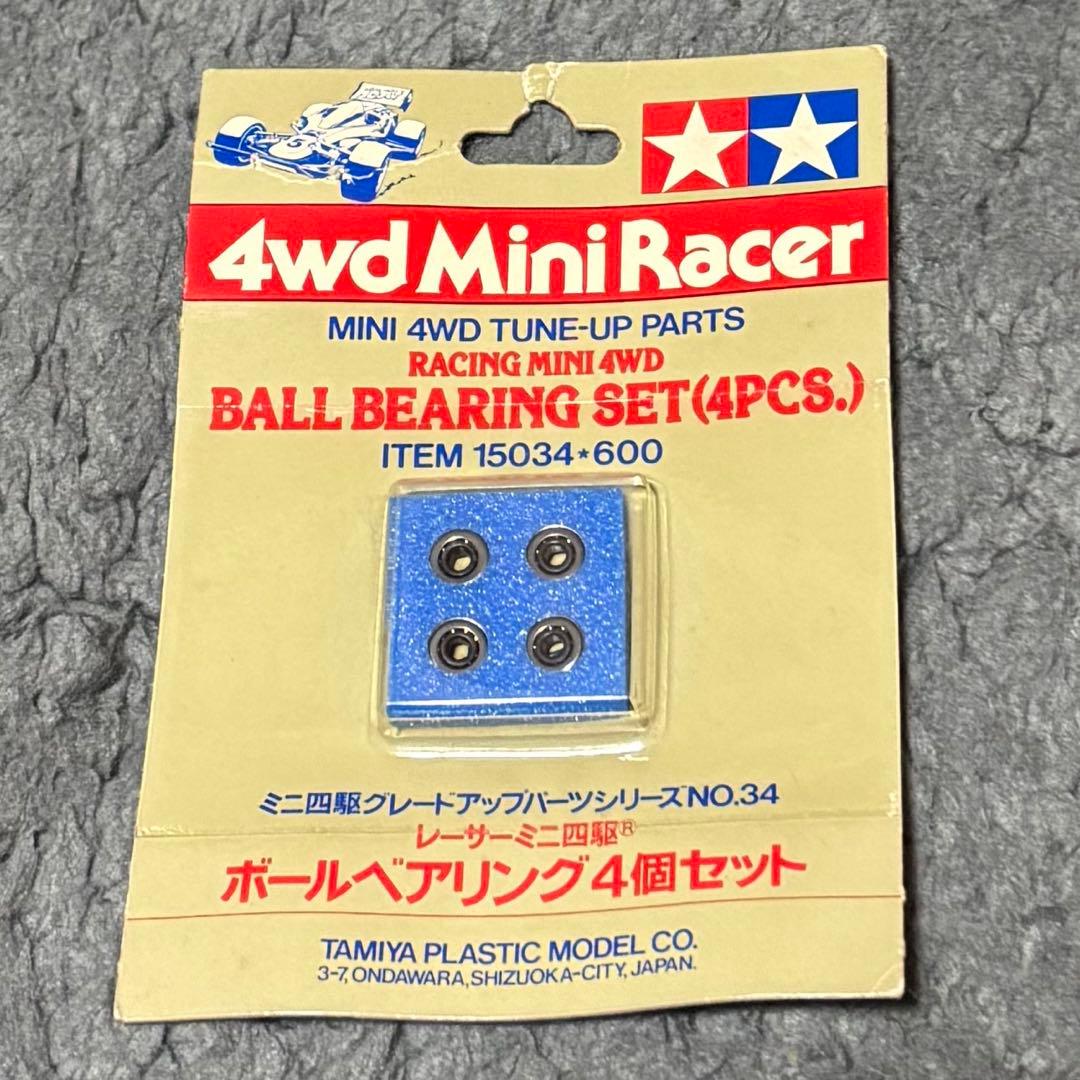 4wd Mini Racer
MINI 4WD TUNE-UP PARTS
RACING MINI 4WD
BALL BEARING SET(4PCS.)
ITEM 15034*600
ミニ四駆グレードアップパーツシリーズNO.34
レーサーミニ四駆®
ボールベアリング4個セット
TAMIYA PLASTIC MODEL CO.
3-7, ONDAWARA, SHIZUOKA-CITY, JAPAN.